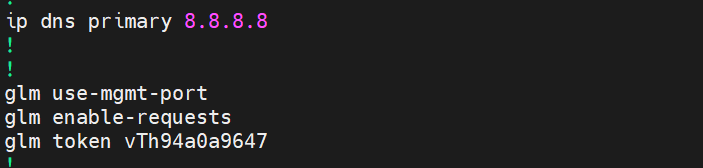 !
ip dns primary 8.8.8.8
!
!
glm use-mgmt-port
glm enable-requests
glm token vTh94a0a9647
!